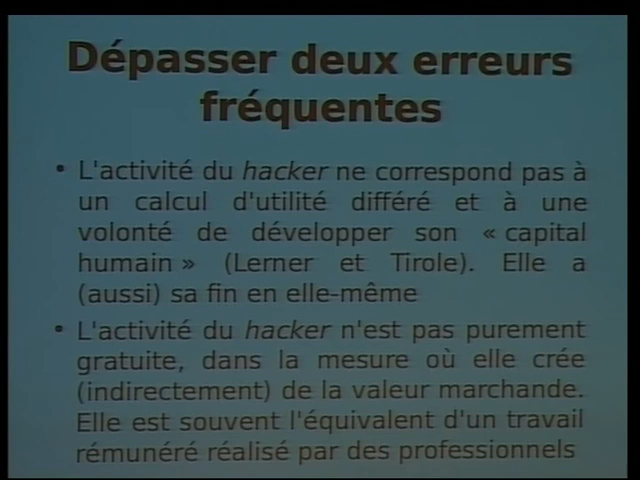 Dépasser deux erreurs
fréquentes
• L'activité du hacker ne correspond pas à
un calcul d'utilité différé et à une
volonté de développer son « capital
humain » (Lerner et Tirole). Elle a
(aussi) sa fin en elle-même
• L'activité du hacker n'est pas purement
gratuite, dans la mesure où elle crée
(indirectement) de la valeur marchande.
Elle est souvent l'équivalent d'un travail
rémunéré réalisé par des professionnels